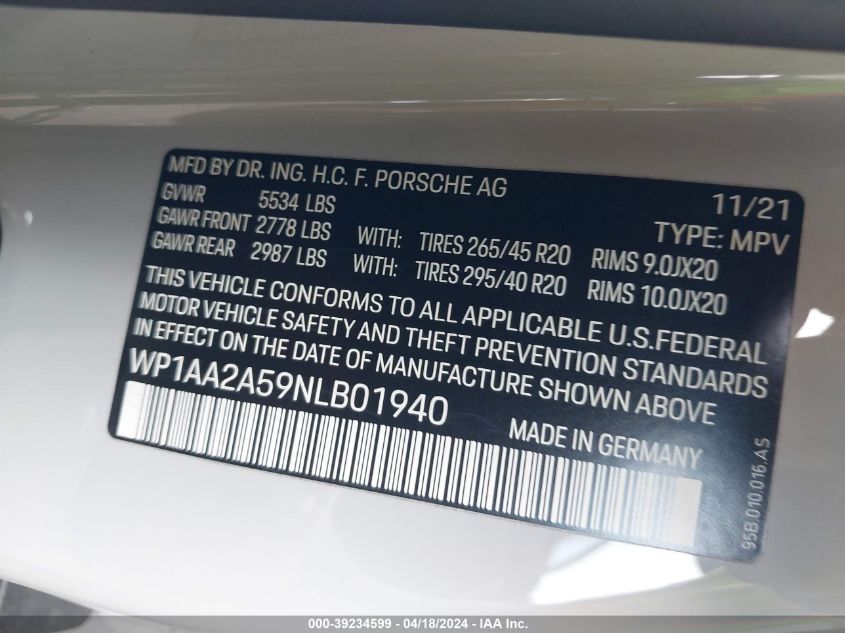 MFD BY DR. ING. H.C. F. PORSCHE AG 11/21
GVWR 5534 LBS TYPE: MPV
GAWR FRONT 2778 LBS WITH: TIRES 265/45 R20 RIMS 9.0JX20
GAWR REAR 2987 LBS WITH: TIRES 295/40 R20 RIMS 10.0JX20
THIS VEHICLE CONFORMS TO ALL APPLICABLE U.S.FEDERAL
MOTOR VEHICLE SAFETY AND THEFT PREVENTION STANDARDS
IN EFFECT ON THE DATE OF MANUFACTURE SHOWN ABOVE
WP1AA2A59NLB01940
MADE IN GERMANY
95B.010.016.AS
000-39234599 / 04/18/2024 - IAA Inc.